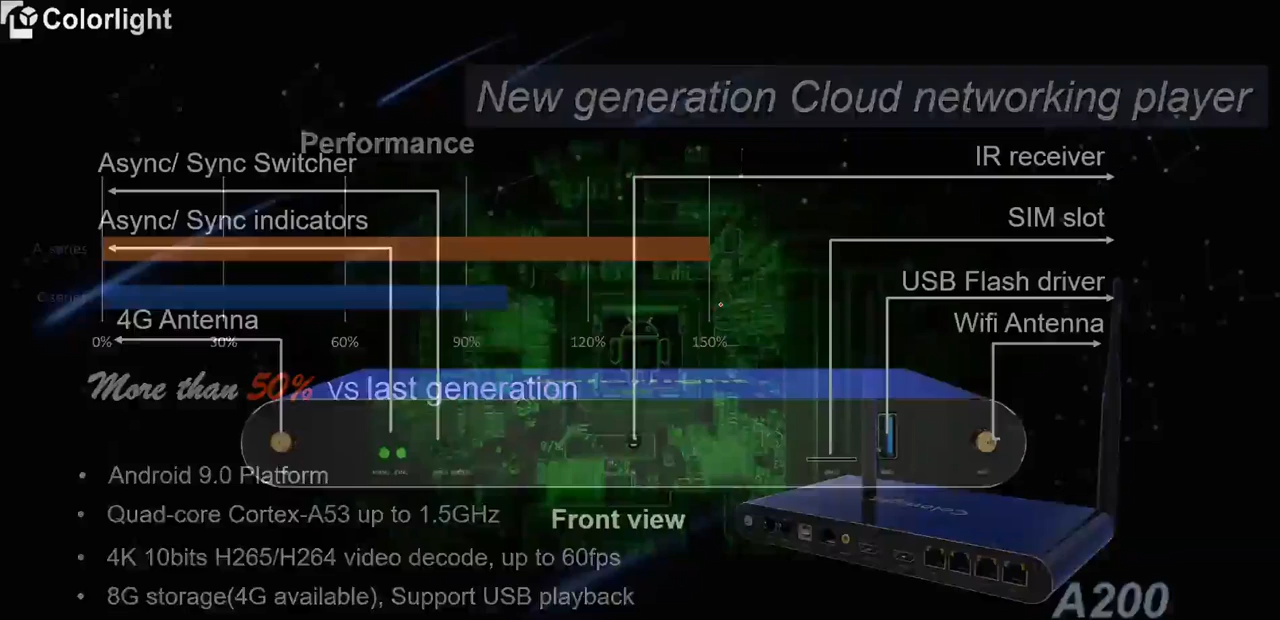 Colorlight
New generation Cloud networking player
Performance
Async/ Sync Switcher
IR receiver
Async/ Sync indicators
SIM slot
A series
USB Flash driver
C series
4G Antenna
Wifi Antenna
0% 30% 60% 90% 120% 150%
More than 50% vs last generation
Android 9.0 Platform
Quad-core Cortex-A53 up to 1.5GHz
Front view
4K 10bits H265/H264 video decode, up to 60fps
8G storage(4G available), Support USB playback
A200